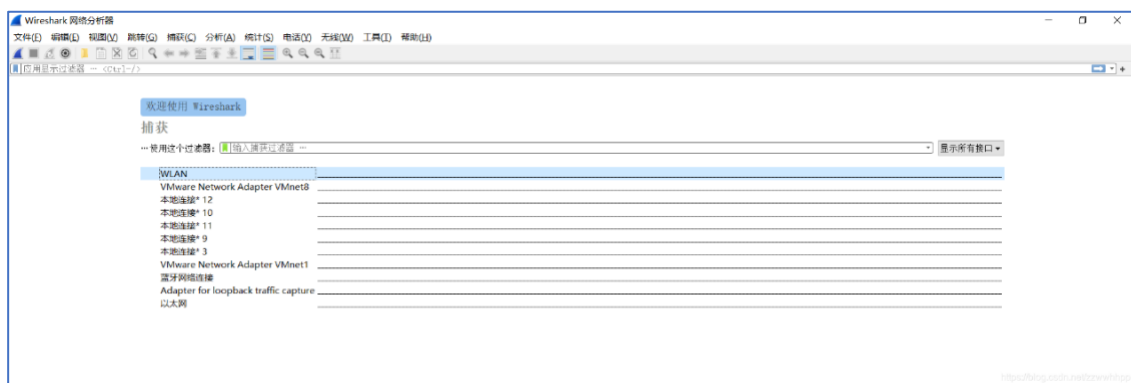 Wireshark 网络分析器
文件(F) 编辑(E) 视图(V) 跳转(G) 捕获(C) 分析(A) 统计(S) 电话(Y) 无线(W) 工具(T) 帮助(H)
应用显示过滤器 … <Ctrl-/>
欢迎使用 Wireshark
捕获
…使用这个过滤器: 输入捕获过滤器 … 显示所有接口
WLAN
VMware Network Adapter VMnet8
本地连接* 12
本地连接* 10
本地连接* 11
本地连接* 9
本地连接* 3
VMware Network Adapter VMnet1
蓝牙网络连接
Adapter for loopback traffic capture
以太网